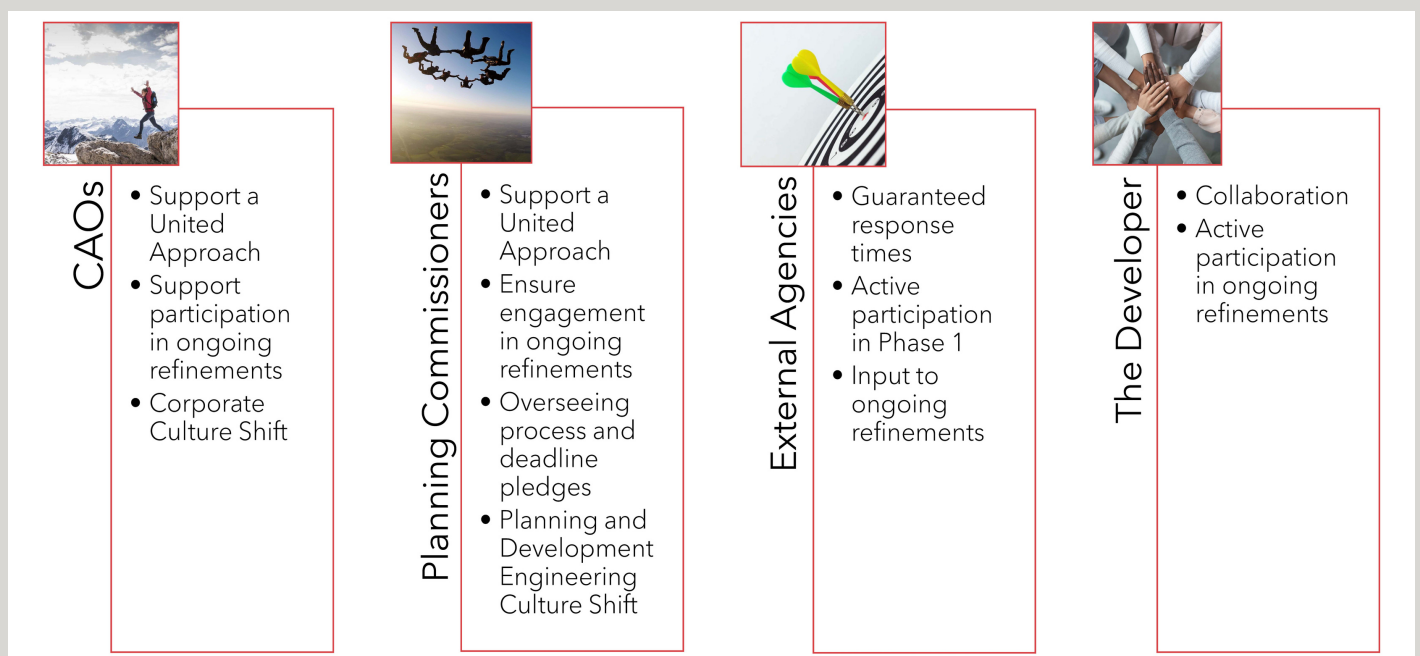 CAOs
• Support a
United
Approach
• Support
participation
in ongoing
refinements
• Corporate
Culture Shift
Planning Commissioners
• Support a
United
Approach
• Ensure
engagement
in ongoing
refinements
• Overseeing
process and
deadline
pledges
• Planning and
Development
Engineering
Culture Shift
External Agencies
• Guaranteed
response
times
• Active
participation
in Phase 1
• Input to
ongoing
refinements
The Developer
• Collaboration
• Active
participation
in ongoing
refinements